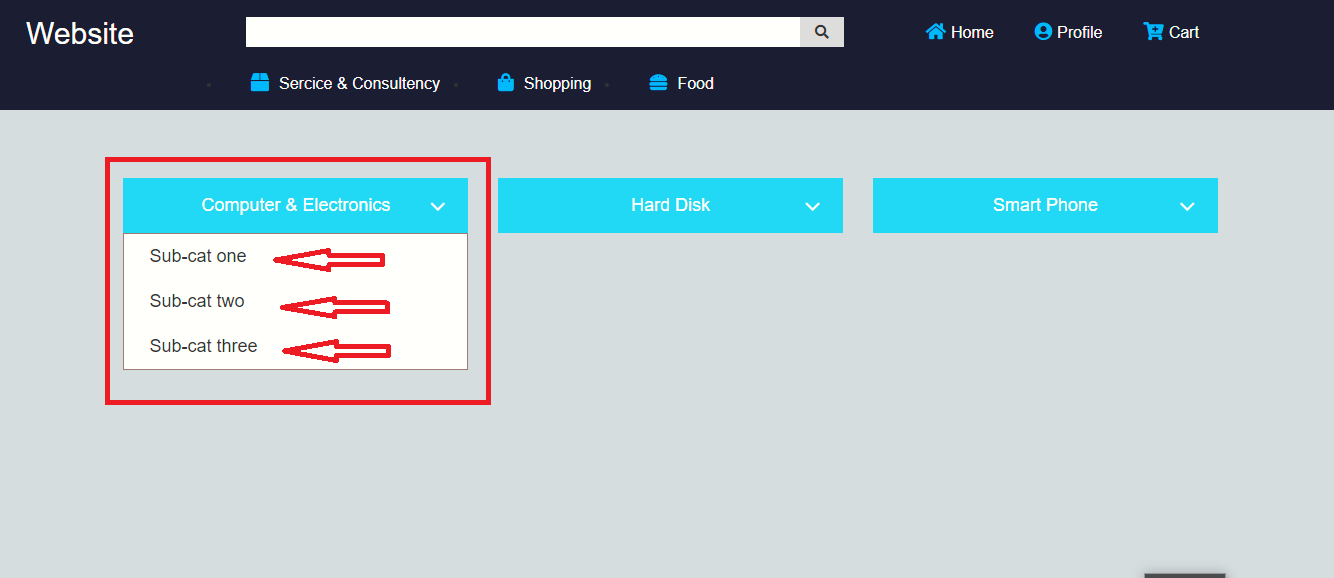 Website
Home
Profile
Cart
Sercice & Consultency
Shopping
Food
Computer & Electronics
Hard Disk
Smart Phone
Sub-cat one
Sub-cat two
Sub-cat three